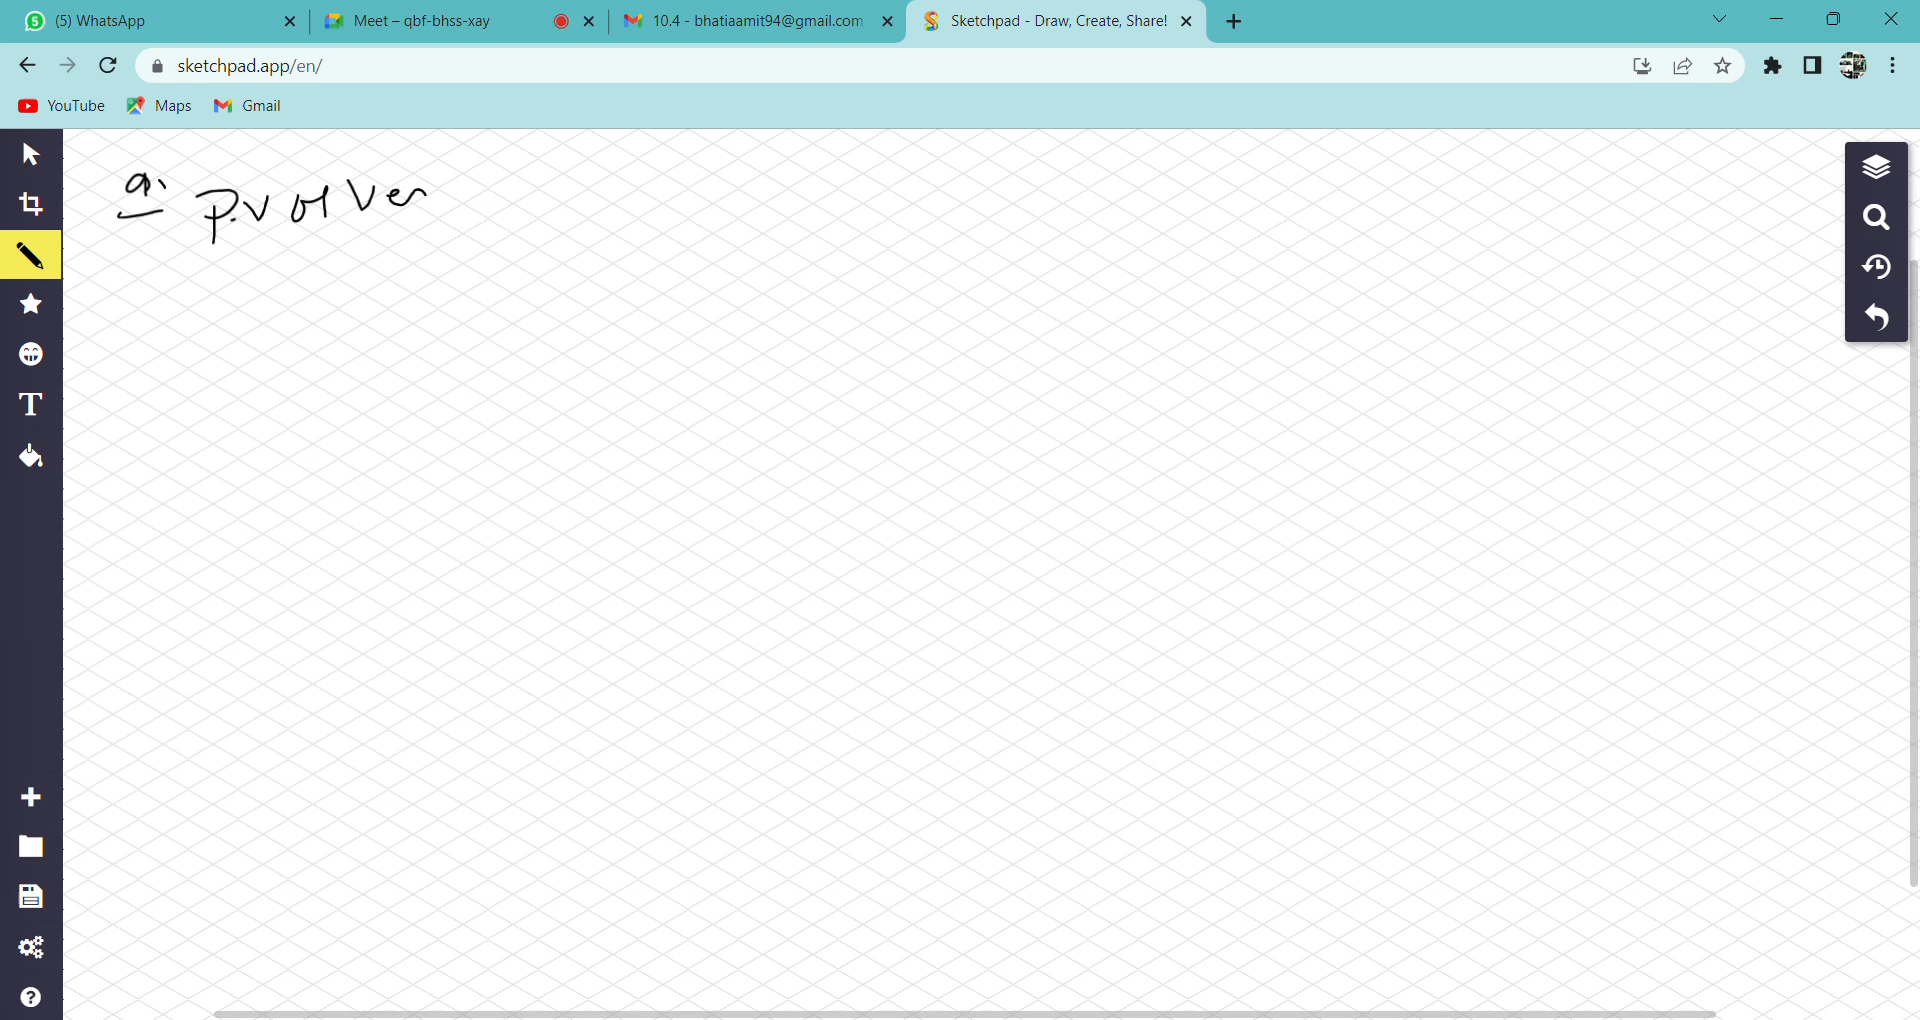 (5) WhatsApp
Meet – qbf-bhss-xay
10.4 - bhatiaamit94@gmail.com
Sketchpad - Draw, Create, Share!
sketchpad.app/en/
YouTube
Maps
Gmail
Q. P.V of Ver